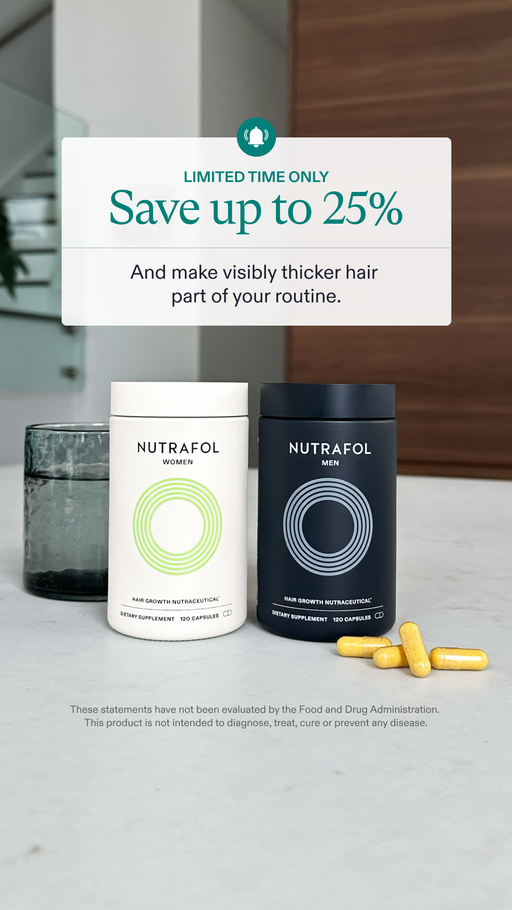 LIMITED TIME ONLY
Save up to 25%
And make visibly thicker hair
part of your routine.
NUTRAFOL
WOMEN
HAIR GROWTH NUTRACEUTICAL*
DIETARY SUPPLEMENT 120 CAPSULES
NUTRAFOL
MEN
HAIR GROWTH NUTRACEUTICAL*
DIETARY SUPPLEMENT 120 CAPSULES
These statements have not been evaluated by the Food and Drug Administration.
This product is not intended to diagnose, treat, cure or prevent any disease.